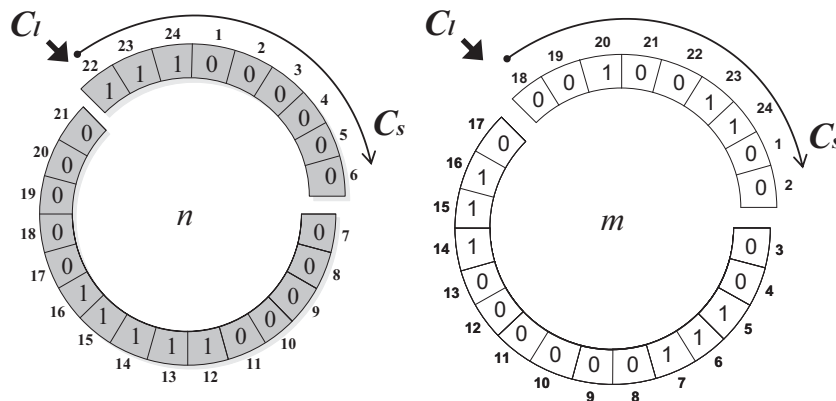 C_l
22 23 24 1 2 3 4 5 6
1 1 1 0 0 0 0 0 0
C_s
7 8 9 10 11 12 13 14 15 16 17 18 19 20 21
0 0 0 0 0 1 1 1 1 1 0 0 0 0 0
n
C_l
18 19 20 21 22 23 24 1 2
0 0 1 0 0 1 1 0 0
C_s
3 4 5 6 7 8 9 10 11 12 13 14 15 16 17
0 0 1 1 1 0 0 0 0 0 0 1 1 1 0
m